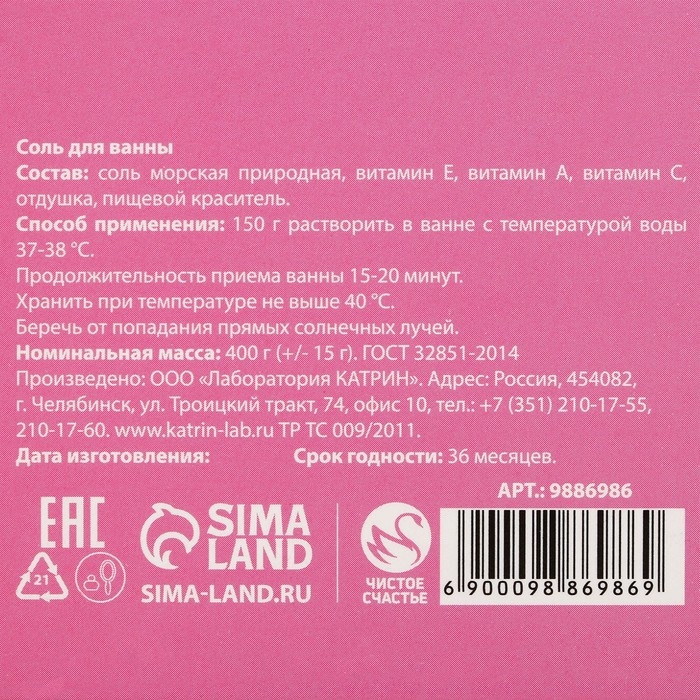 Соль для ванны
Состав: соль морская природная, витамин Е, витамин А, витамин С,
отдушка, пищевой краситель.
Способ применения: 150 г растворить в ванне с температурой воды
37-38 °С.
Продолжительность приема ванны 15-20 минут.
Хранить при температуре не выше 40 °С.
Беречь от попадания прямых солнечных лучей.
Номинальная масса: 400 г (+/- 15 г). ГОСТ 32851-2014
Произведено: ООО «Лаборатория КАТРИН». Адрес: Россия, 454082,
г. Челябинск, ул. Троицкий тракт, 74, офис 10, тел.: +7 (351) 210-17-55,
210-17-60. www.katrin-lab.ru ТР ТС 009/2011.
Дата изготовления: Срок годности: 36 месяцев.
АРТ.: 9886986
EAC
21
SIMA
LAND
SIMA-LAND.RU
ЧИСТОЕ
СЧАСТЬЕ
6 900098 869869